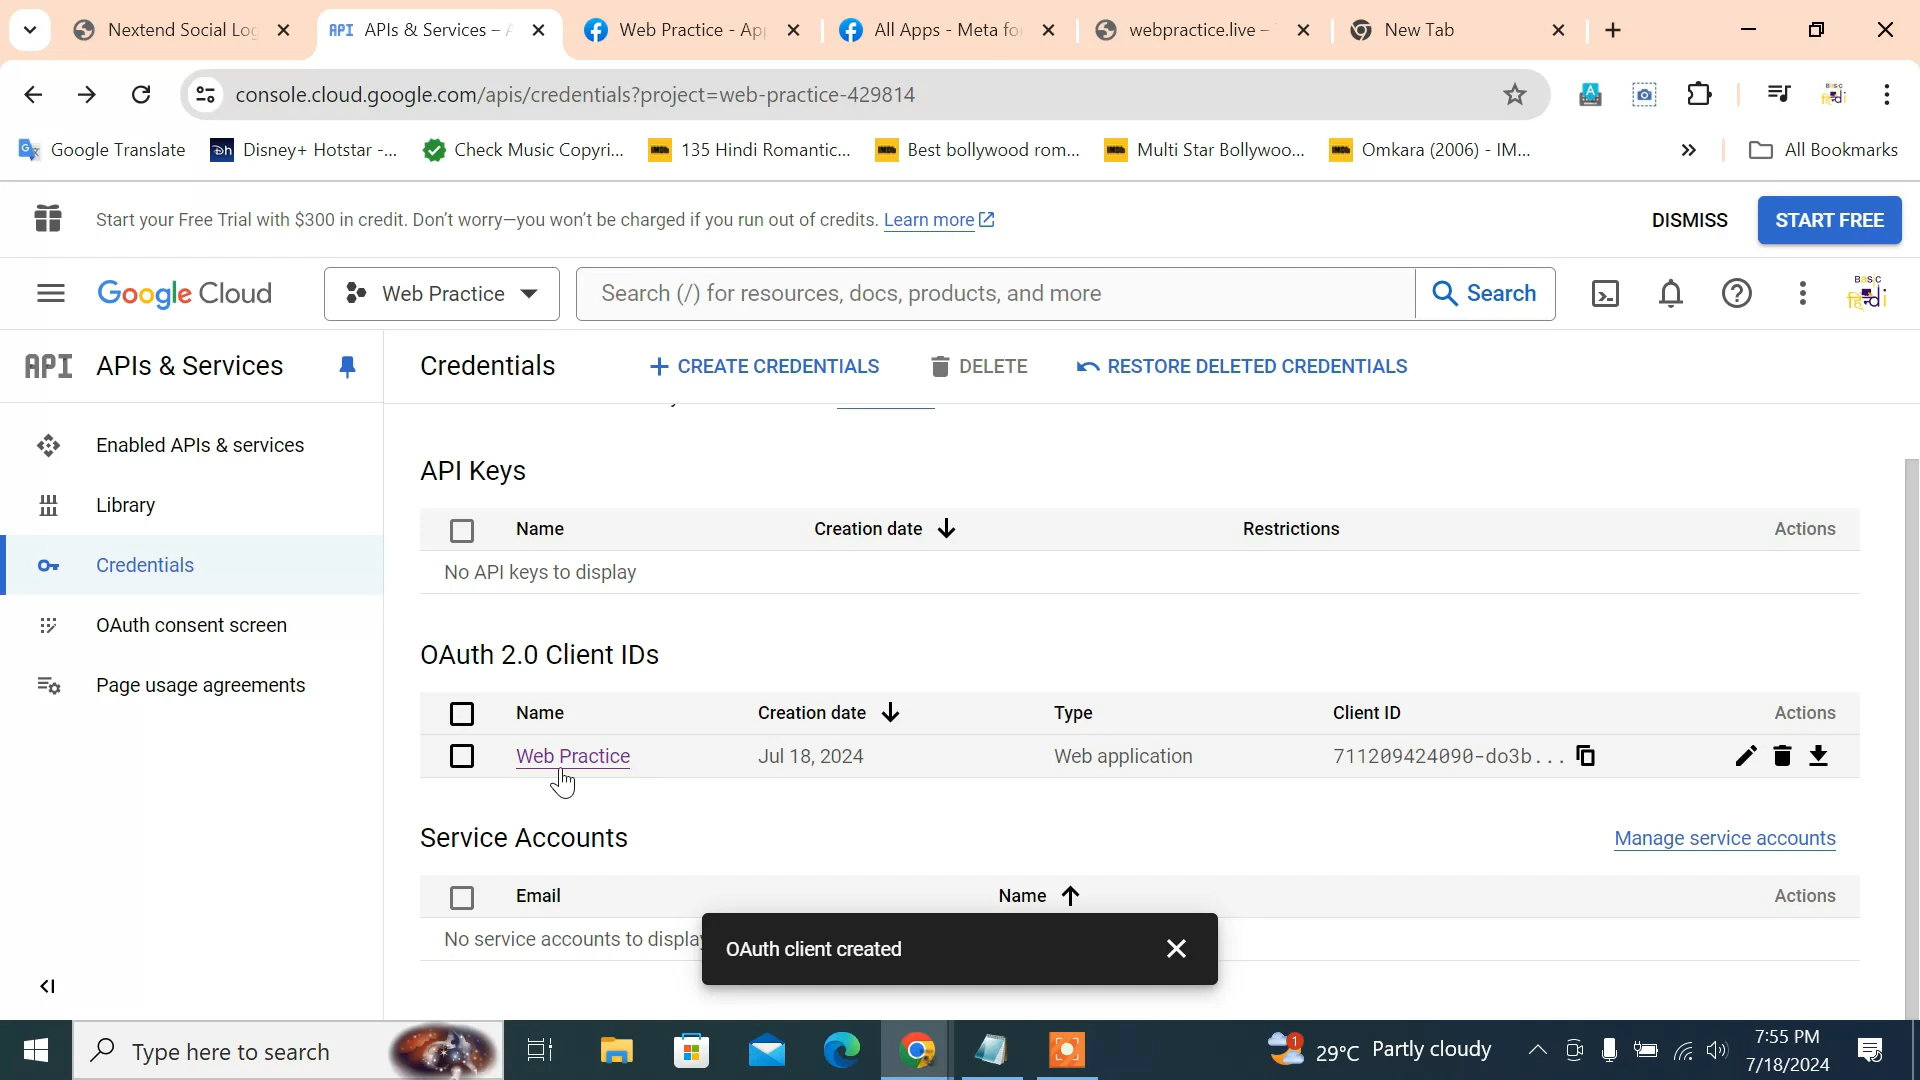 Nextend Social Log
API APIs & Services – A
Web Practice - App
All Apps - Meta fo
webpractice.live –
New Tab
console.cloud.google.com/apis/credentials?project=web-practice-429814
Google Translate
Disney+ Hotstar -...
Check Music Copyri...
135 Hindi Romantic...
Best bollywood rom...
Multi Star Bollywoo...
Omkara (2006) - IM...
»
All Bookmarks
Start your Free Trial with $300 in credit. Don't worry—you won't be charged if you run out of credits. Learn more
DISMISS
START FREE
Google Cloud
Web Practice
Search (/) for resources, docs, products, and more
Search
BaSiC
हिन्दी
API APIs & Services
Credentials
CREATE CREDENTIALS
DELETE
RESTORE DELETED CREDENTIALS
Enabled APIs & services
Library
Credentials
OAuth consent screen
Page usage agreements
API Keys
Name Creation date Restrictions Actions
No API keys to display
OAuth 2.0 Client IDs
Name Creation date Type Client ID Actions
Web Practice Jul 18, 2024 Web application 711209424090-do3b...
Service Accounts
Manage service accounts
Email Name Actions
No service accounts to display
OAuth client created
Type here to search
1
29°C Partly cloudy
7:55 PM
7/18/2024